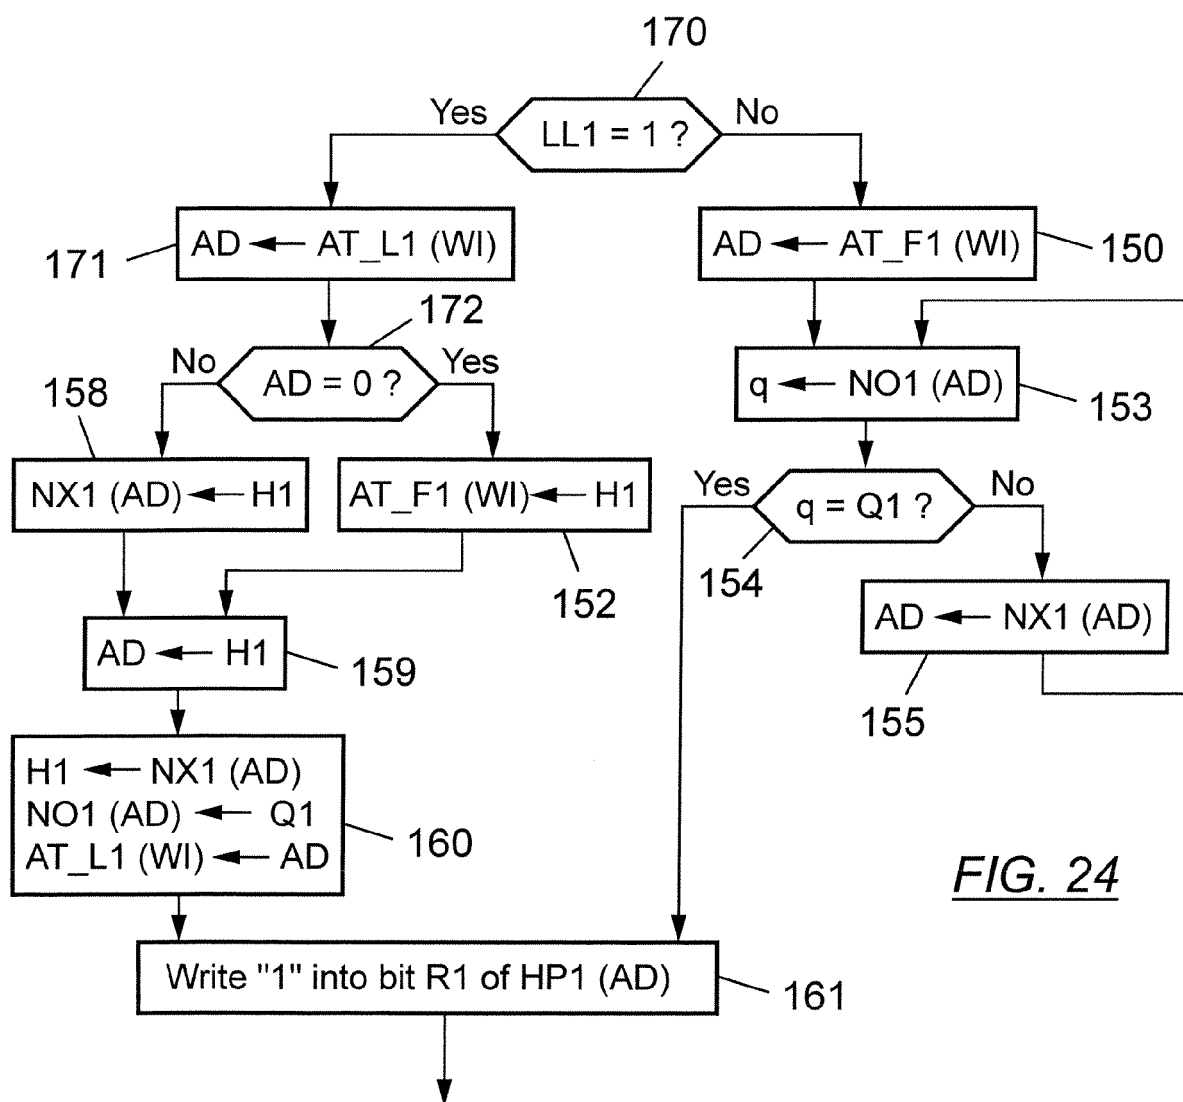 170
Yes
No
LL1 = 1 ?
AD ← AT_L1 (WI)
AD ← AT_F1 (WI)
171
150
172
No
Yes
AD = 0 ?
q ← NO1 (AD)
158
153
NX1 (AD) ← H1
AT_F1 (WI) ← H1
Yes
No
q = Q1 ?
154
152
AD ← NX1 (AD)
AD ← H1
159
155
H1 ← NX1 (AD)
NO1 (AD) ← Q1
AT_L1 (WI) ← AD
160
FIG. 24
Write "1" into bit R1 of HP1 (AD)
161